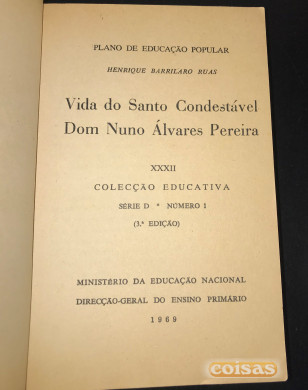 PLANO DE EDUCAÇÃO POPULAR
HENRIQUE BARRILARO RUAS
Vida do Santo Condestável
Dom Nuno Álvares Pereira
XXXII
COLECÇÃO EDUCATIVA
SÉRIE D * NÚMERO 1
(3.ª EDIÇÃO)
MINISTÉRIO DA EDUCAÇÃO NACIONAL
DIRECÇÃO-GERAL DO ENSINO PRIMÁRIO
1969
coisas